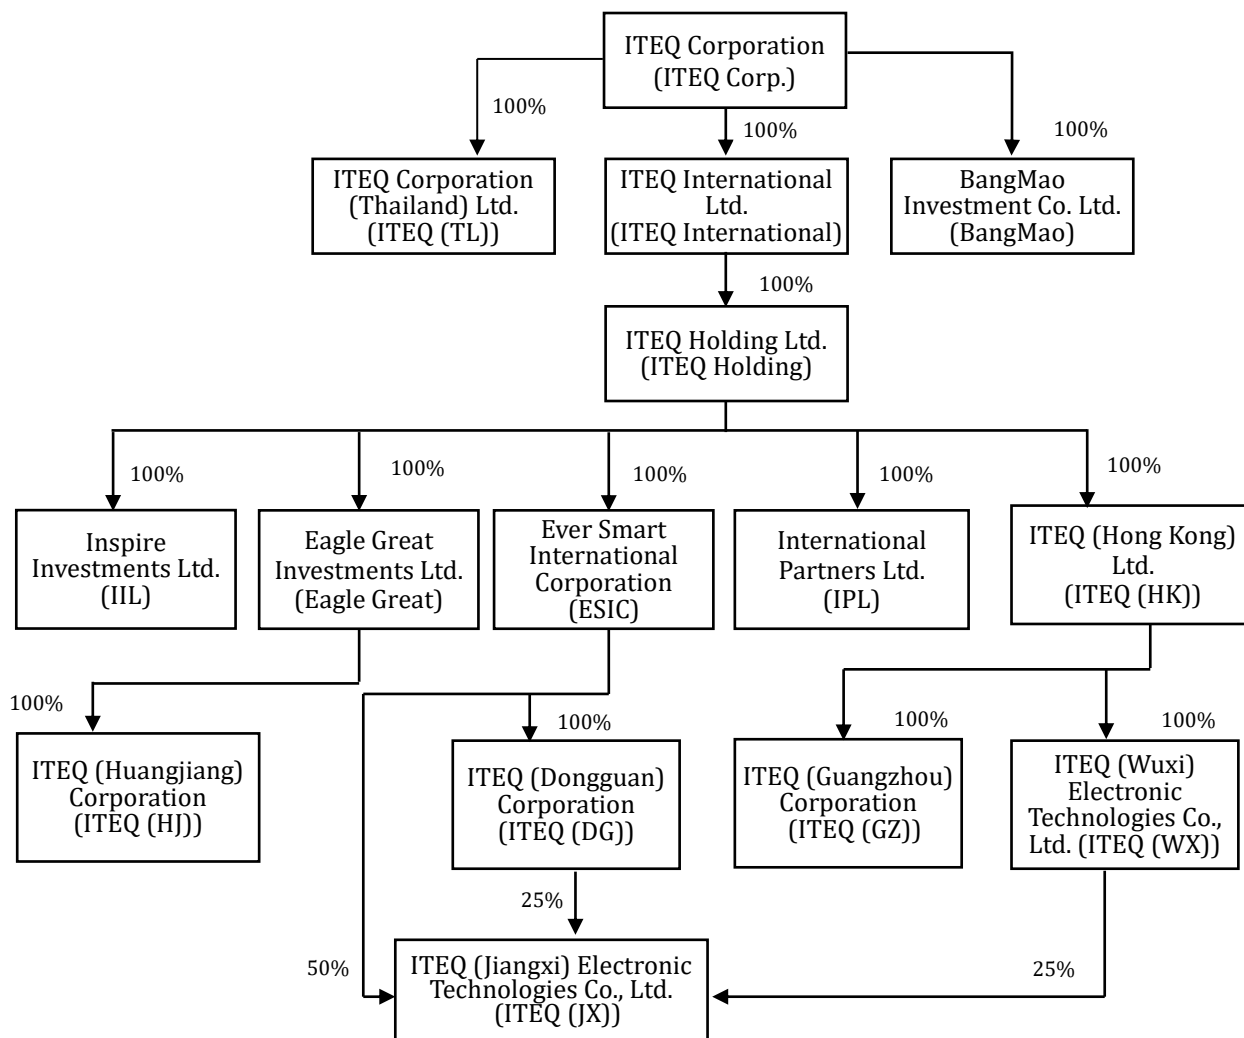 ITEQ Corporation
(ITEQ Corp.)
100%
100%
100%
ITEQ Corporation
(Thailand) Ltd.
(ITEQ (TL))
ITEQ International
Ltd.
(ITEQ International)
BangMao
Investment Co. Ltd.
(BangMao)
100%
ITEQ Holding Ltd.
(ITEQ Holding)
100%
100%
100%
100%
100%
Inspire
Investments Ltd.
(IIL)
Eagle Great
Investments Ltd.
(Eagle Great)
Ever Smart
International
Corporation
(ESIC)
International
Partners Ltd.
(IPL)
ITEQ (Hong Kong)
Ltd.
(ITEQ (HK))
100%
100%
100%
100%
ITEQ (Huangjiang)
Corporation
(ITEQ (HJ))
ITEQ (Dongguan)
Corporation
(ITEQ (DG))
ITEQ (Guangzhou)
Corporation
(ITEQ (GZ))
ITEQ (Wuxi)
Electronic
Technologies Co.,
Ltd. (ITEQ (WX))
25%
50%
25%
ITEQ (Jiangxi) Electronic
Technologies Co., Ltd.
(ITEQ (JX))